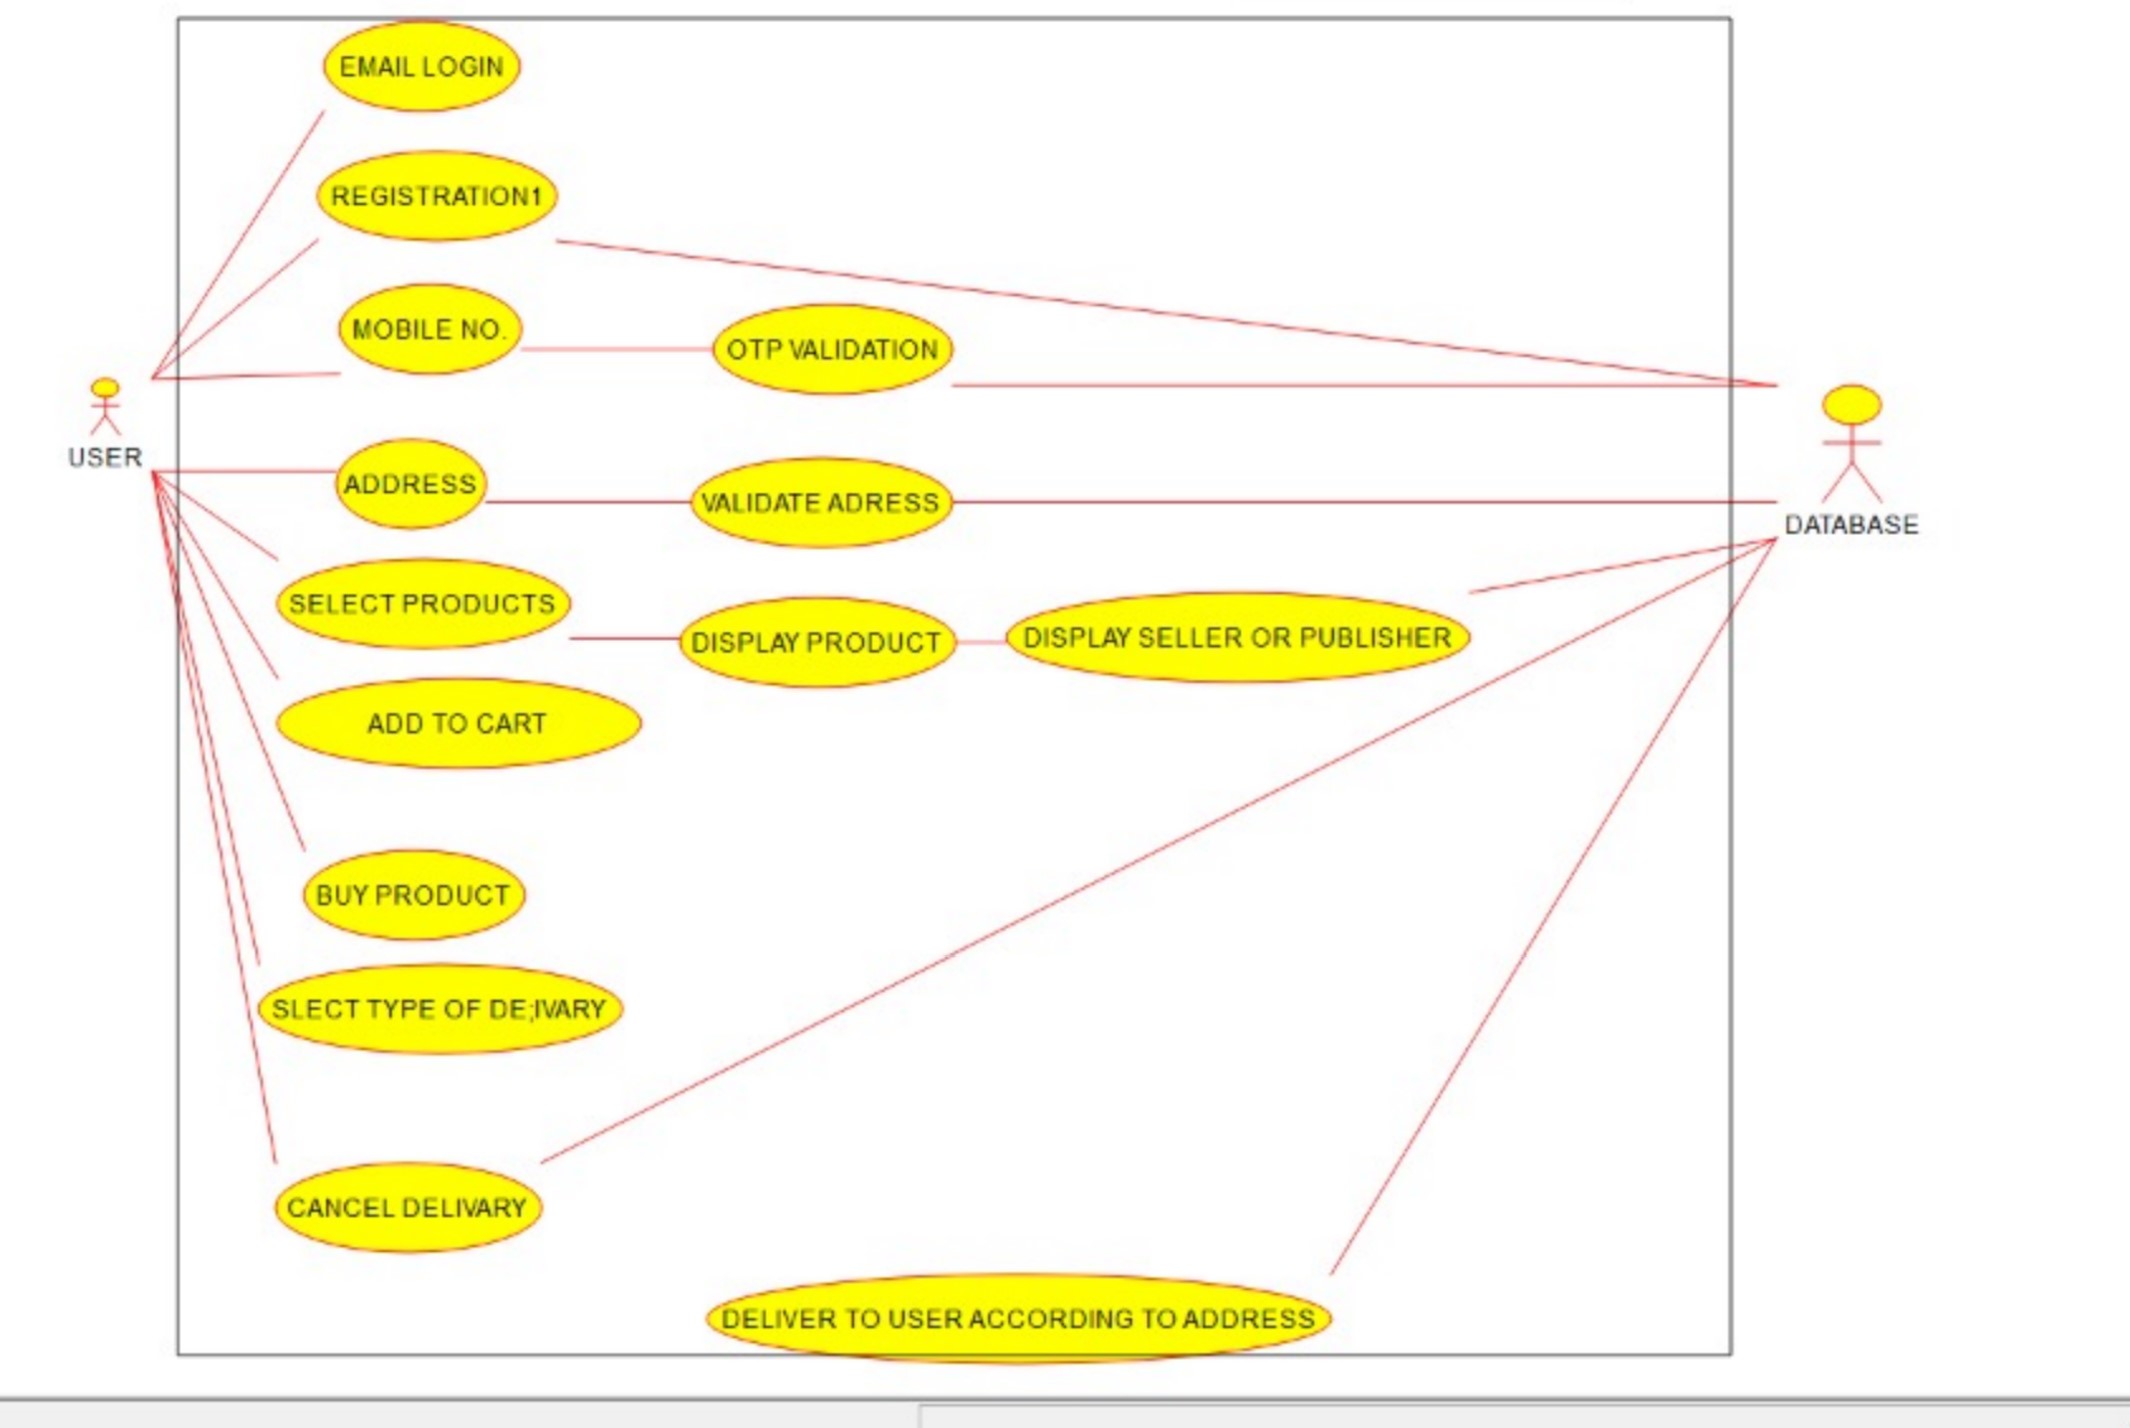 EMAIL LOGIN
REGISTRATION1
MOBILE NO.
OTP VALIDATION
USER
ADDRESS
VALIDATE ADRESS
DATABASE
SELECT PRODUCTS
DISPLAY PRODUCT
DISPLAY SELLER OR PUBLISHER
ADD TO CART
BUY PRODUCT
SLECT TYPE OF DE;IVARY
CANCEL DELIVARY
DELIVER TO USER ACCORDING TO ADDRESS